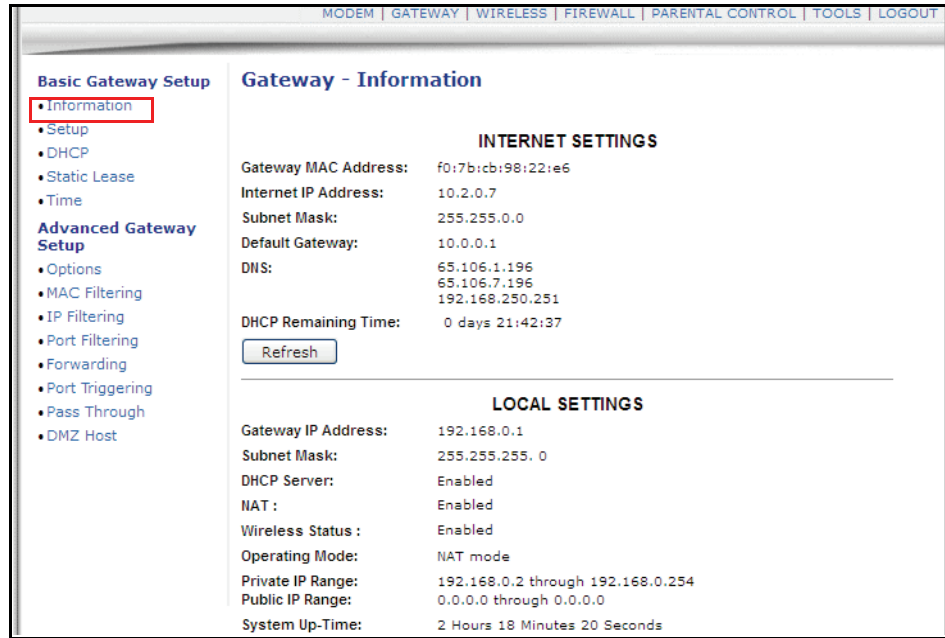 MODEM | GATEWAY | WIRELESS | FIREWALL | PARENTAL CONTROL | TOOLS | LOGOUT
Basic Gateway Setup
•Information
•Setup
•DHCP
•Static Lease
•Time
Advanced Gateway
Setup
•Options
•MAC Filtering
•IP Filtering
•Port Filtering
•Forwarding
•Port Triggering
•Pass Through
•DMZ Host
Gateway - Information
INTERNET SETTINGS
Gateway MAC Address: f0:7b:cb:98:22:e6
Internet IP Address: 10.2.0.7
Subnet Mask: 255.255.0.0
Default Gateway: 10.0.0.1
DNS: 65.106.1.196
65.106.7.196
192.168.250.251
DHCP Remaining Time: 0 days 21:42:37
Refresh
LOCAL SETTINGS
Gateway IP Address: 192.168.0.1
Subnet Mask: 255.255.255. 0
DHCP Server: Enabled
NAT : Enabled
Wireless Status : Enabled
Operating Mode: NAT mode
Private IP Range: 192.168.0.2 through 192.168.0.254
Public IP Range: 0.0.0.0 through 0.0.0.0
System Up-Time: 2 Hours 18 Minutes 20 Seconds